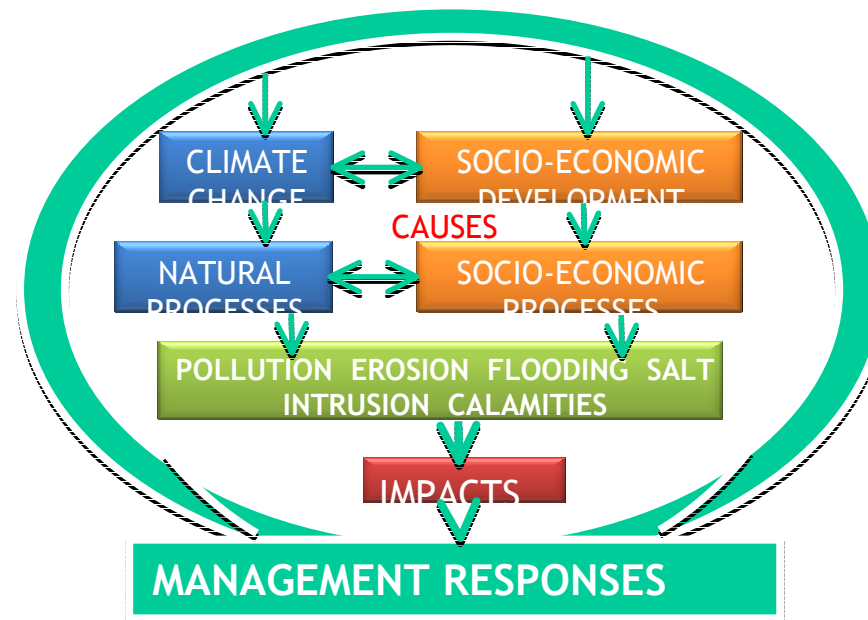 CLIMATE
CHANGE
SOCIO-ECONOMIC
DEVELOPMENT
CAUSES
NATURAL
PROCESSES
SOCIO-ECONOMIC
PROCESSES
POLLUTION EROSION FLOODING SALT
INTRUSION CALAMITIES
IMPACTS
MANAGEMENT RESPONSES